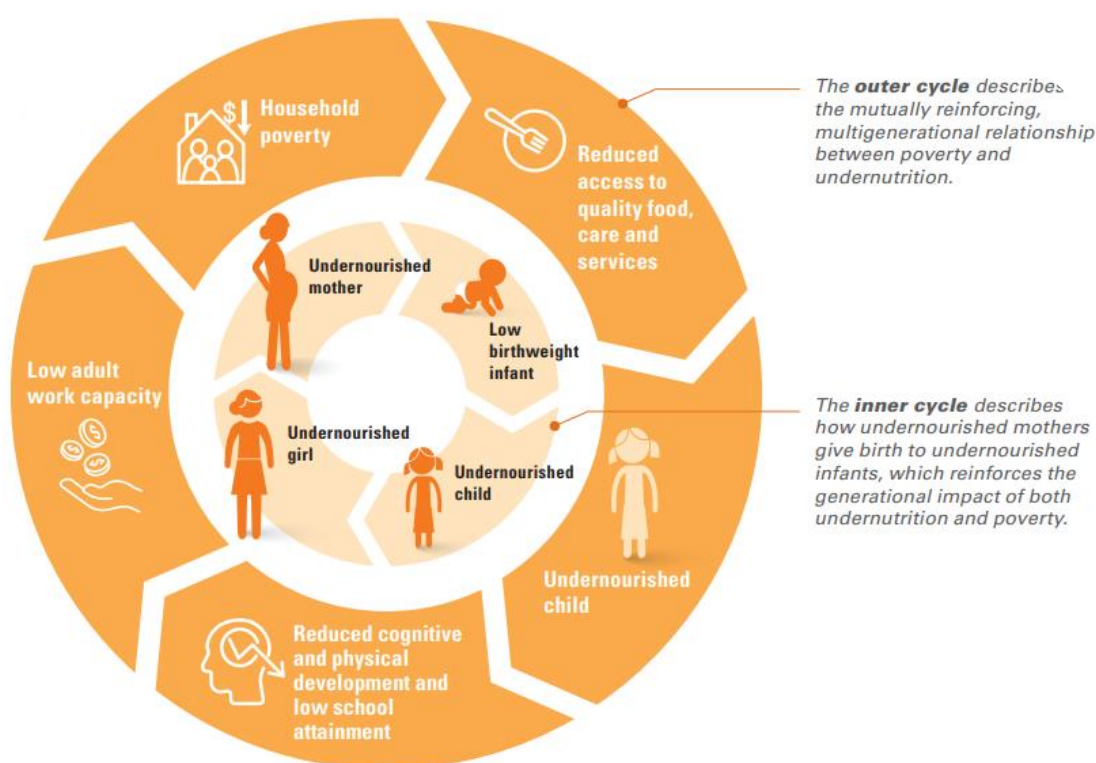 Household
poverty
Reduced
access to
quality food,
care and
services
The outer cycle describes
the mutually reinforcing,
multigenerational relationship
between poverty and
undernutrition.
Undernourished
mother
Low
birthweight
infant
Low adult
work capacity
Undernourished
girl
Undernourished
child
The inner cycle describes
how undernourished mothers
give birth to undernourished
infants, which reinforces the
generational impact of both
undernutrition and poverty.
Undernourished
child
Reduced cognitive
and physical
development and
low school
attainment